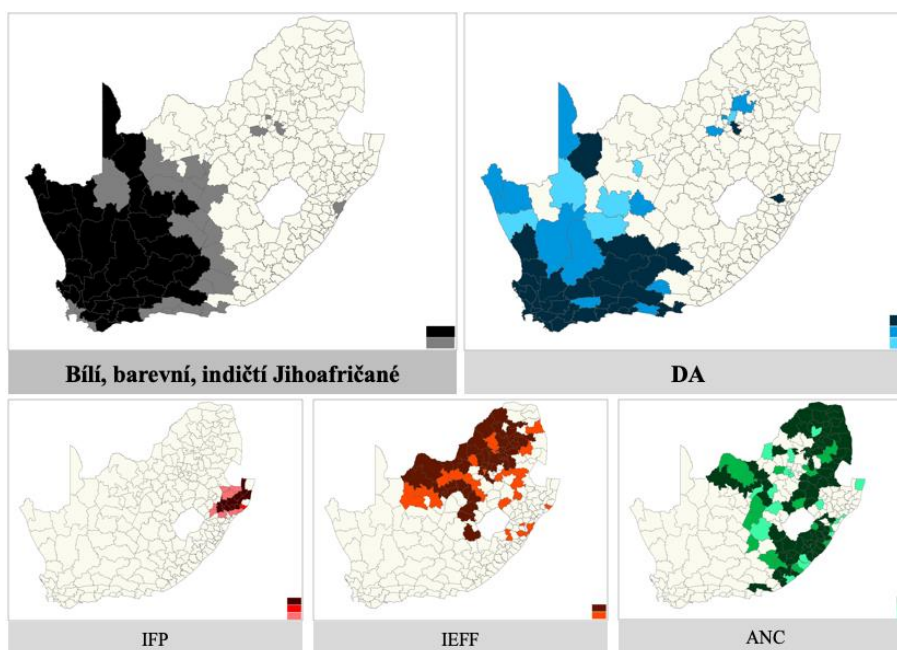 Bílí, barevní, indičtí Jihoafričané
DA
IFP
IEFF
ANC